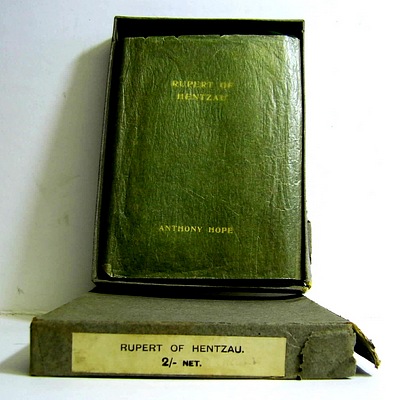 RUPERT OF
HENTZAU
ANTHONY HOPE
RUPERT OF HENTZAU.
2/- NET.